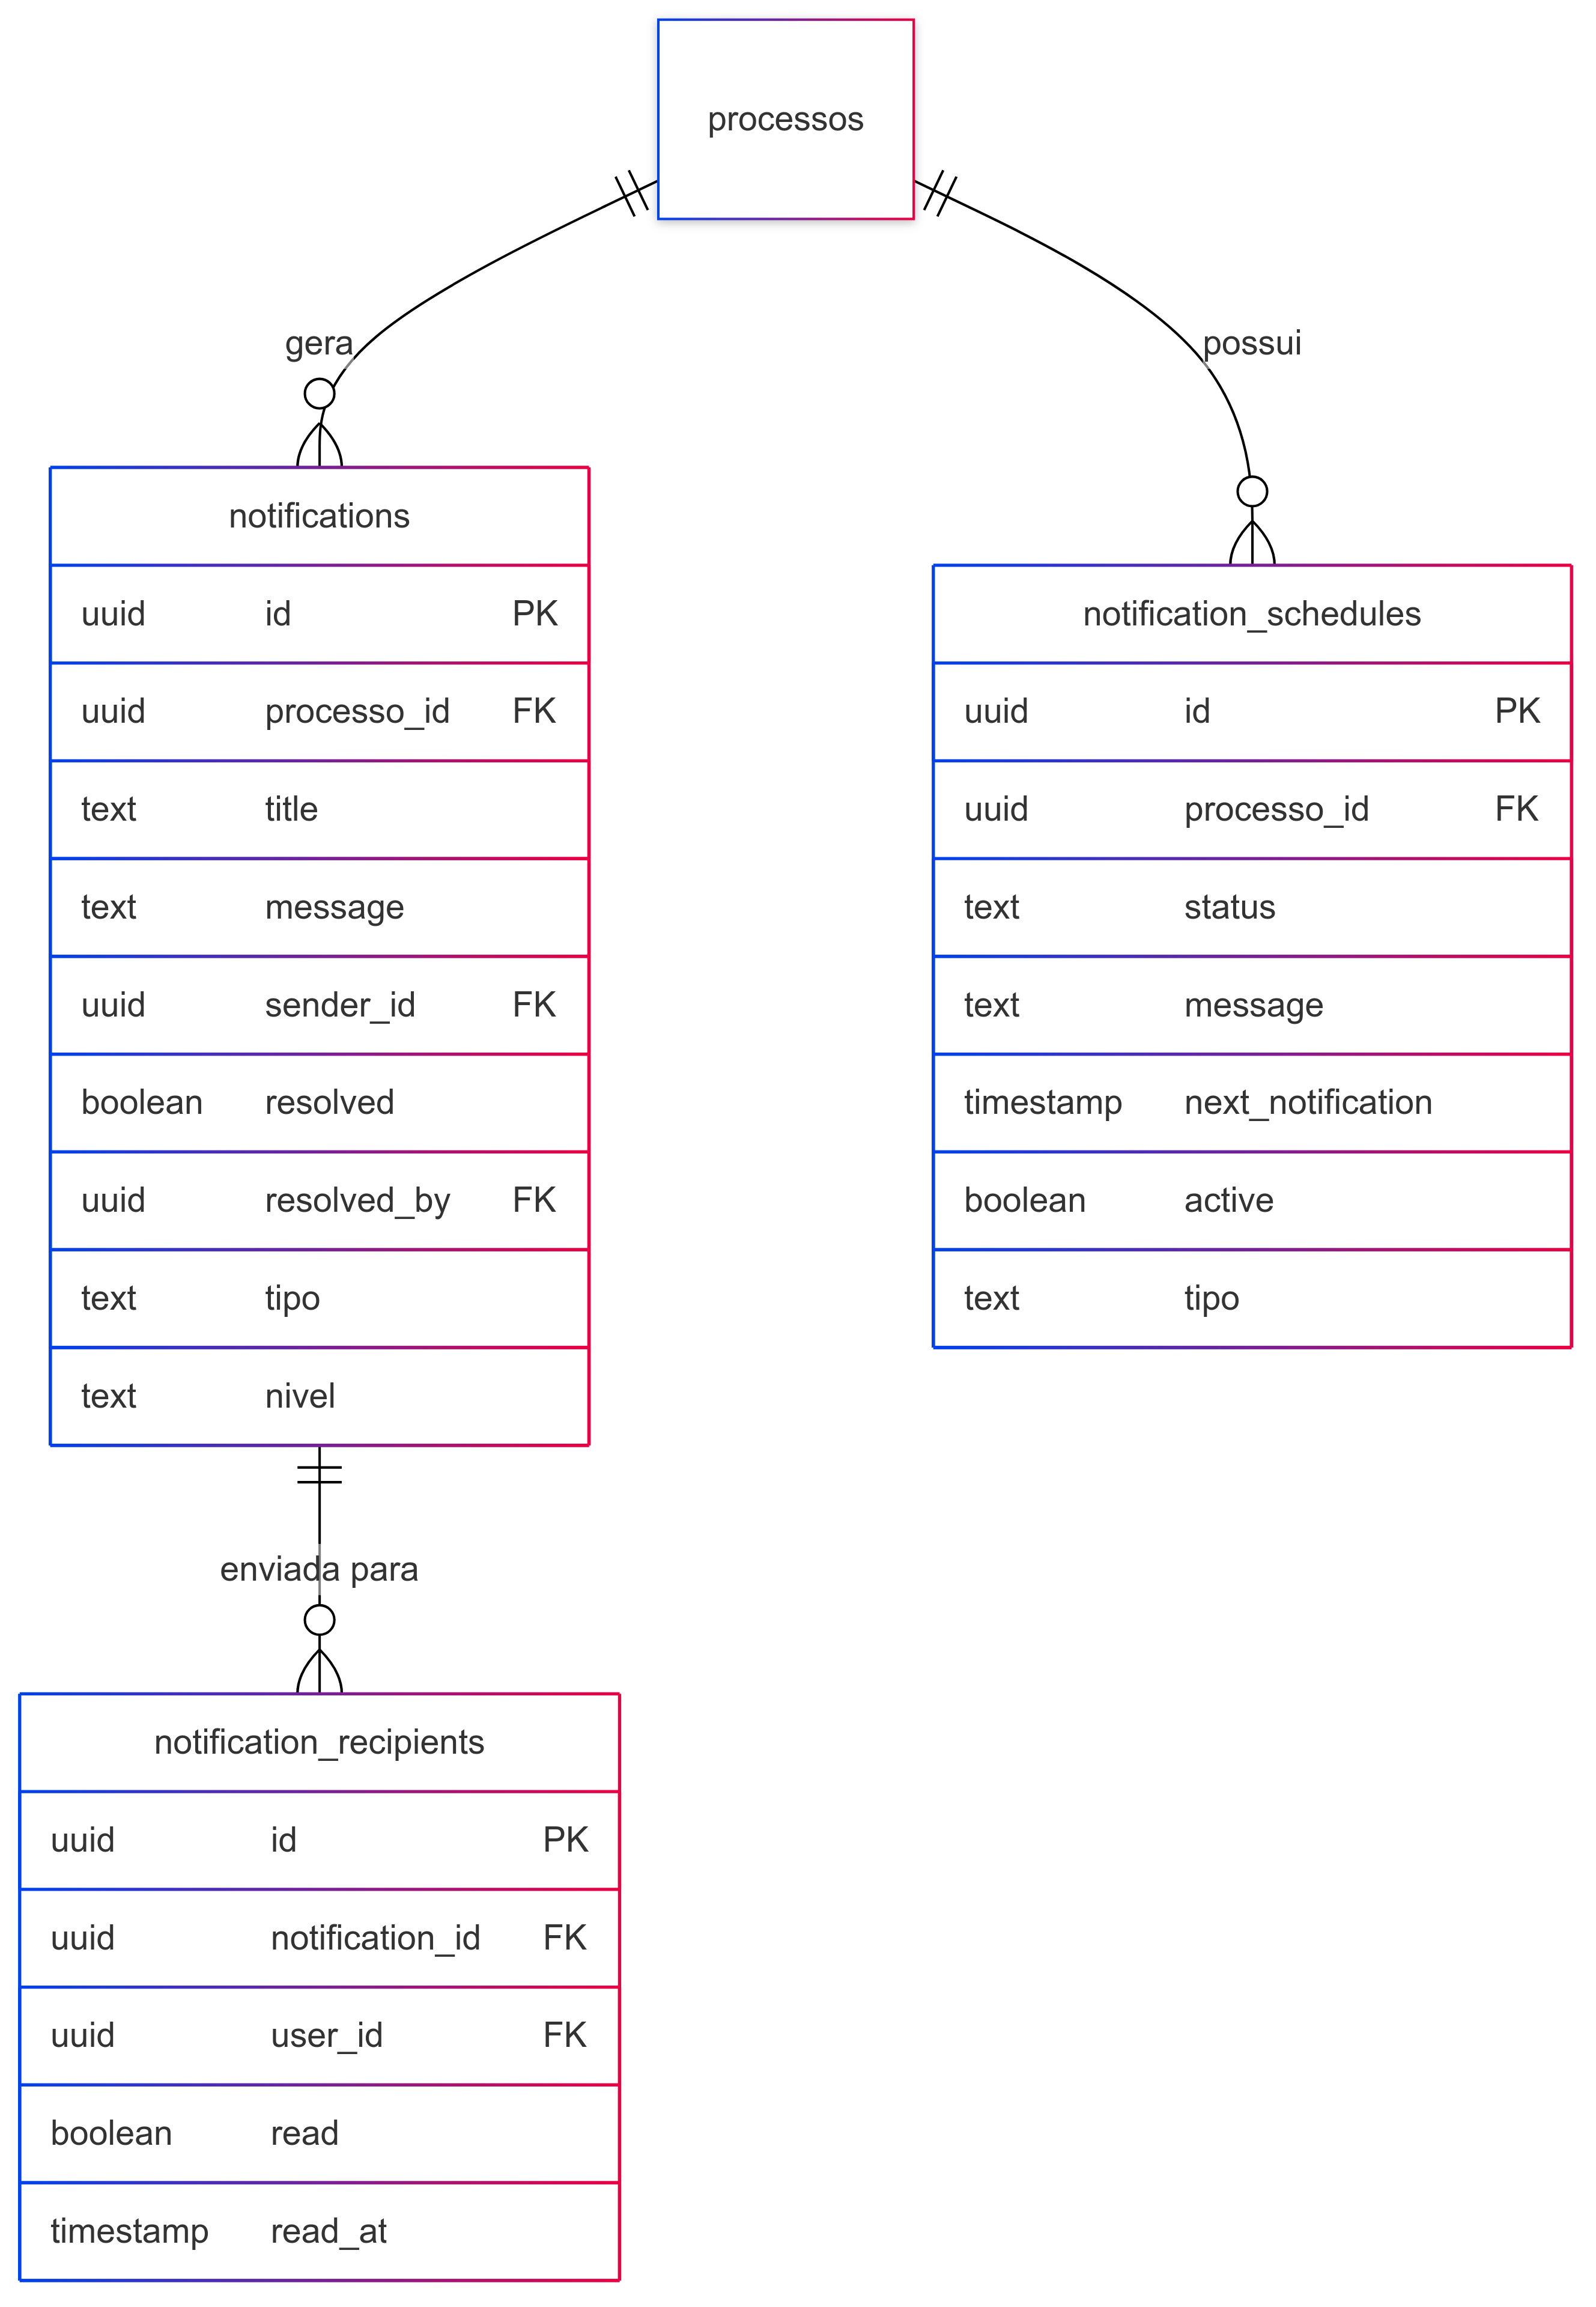 processos
gera
possui
notifications
uuid id PK
uuid processo_id FK
text title
text message
uuid sender_id FK
boolean resolved
uuid resolved_by FK
text tipo
text nivel
notification_schedules
uuid id PK
uuid processo_id FK
text status
text message
timestamp next_notification
boolean active
text tipo
enviada para
notification_recipients
uuid id PK
uuid notification_id FK
uuid user_id FK
boolean read
timestamp read_at